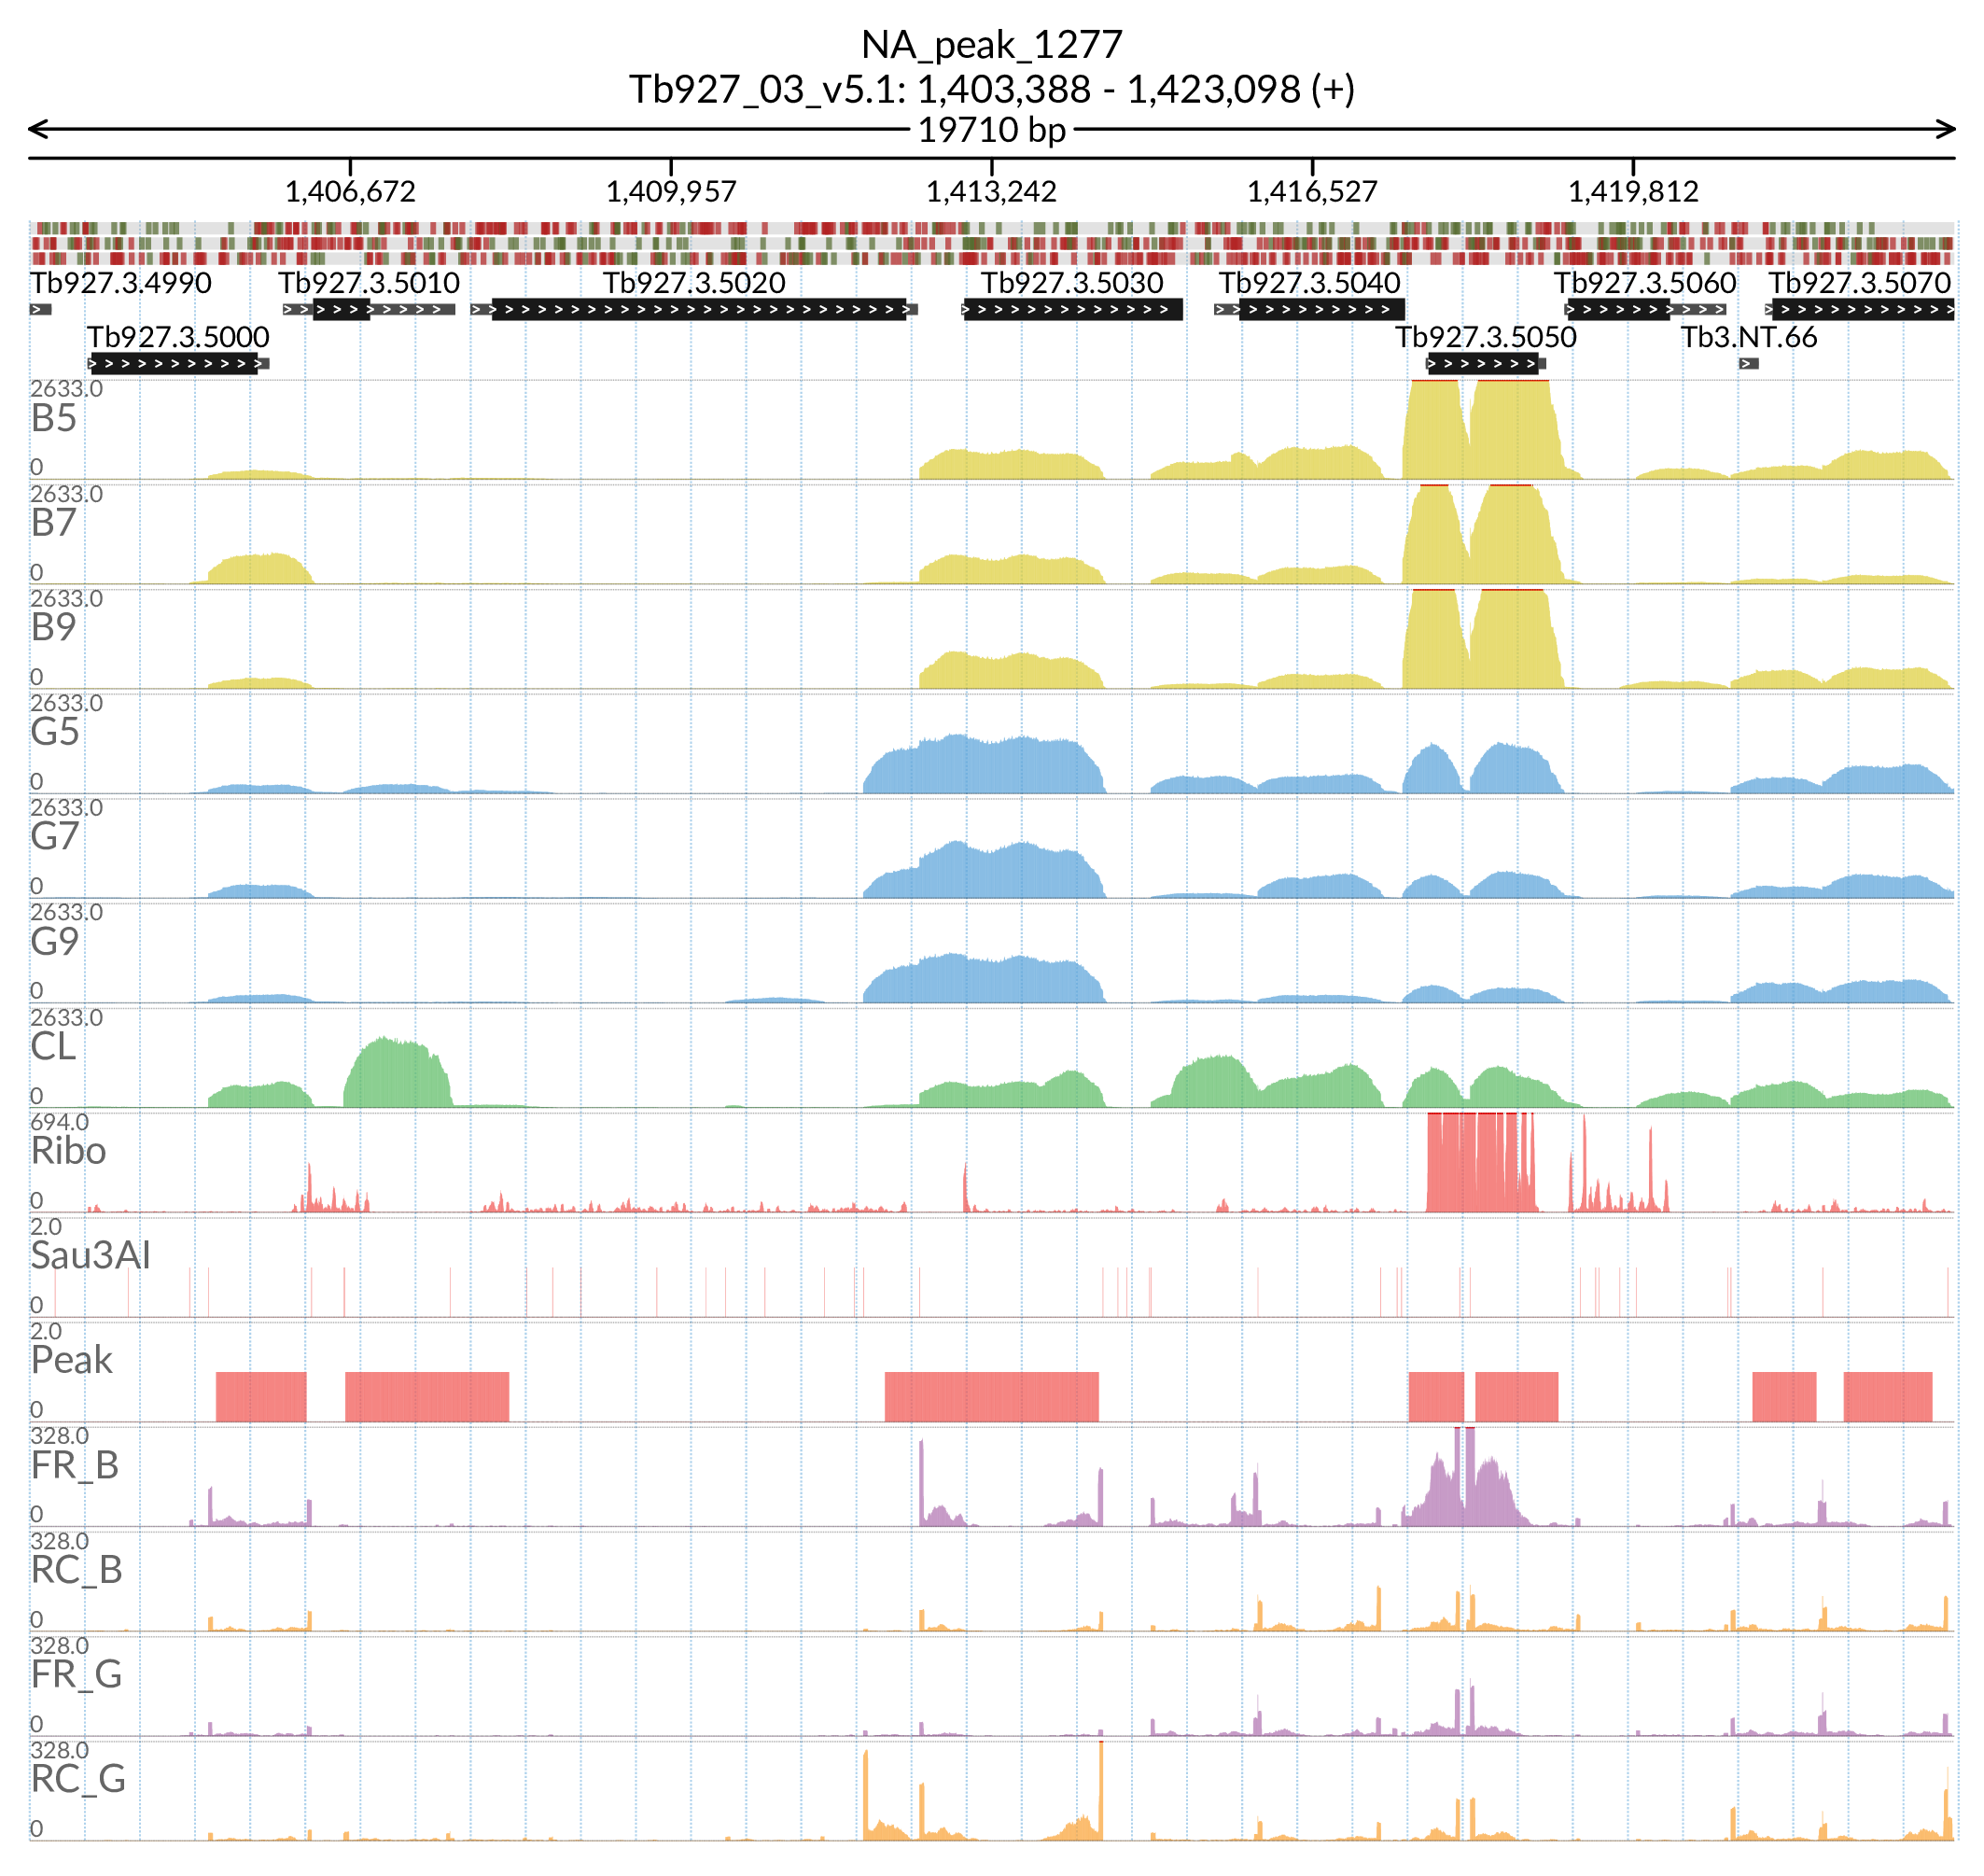 NA_peak_1277
Tb927_03_v5.1: 1,403,388 - 1,423,098 (+)
19710 bp
1,406,672 1,409,957 1,413,242 1,416,527 1,419,812
Tb927.3.4990 Tb927.3.5010 Tb927.3.5020 Tb927.3.5030 Tb927.3.5040 Tb927.3.5060 Tb927.3.5070
Tb927.3.5000 Tb927.3.5050 Tb3.NT.66
2633.0
B5
0
2633.0
B7
0
2633.0
B9
0
2633.0
G5
0
2633.0
G7
0
2633.0
G9
0
2633.0
CL
0
694.0
Ribo
0
2.0
Sau3AI
0
2.0
Peak
0
328.0
FR_B
0
328.0
RC_B
0
328.0
FR_G
0
328.0
RC_G
0